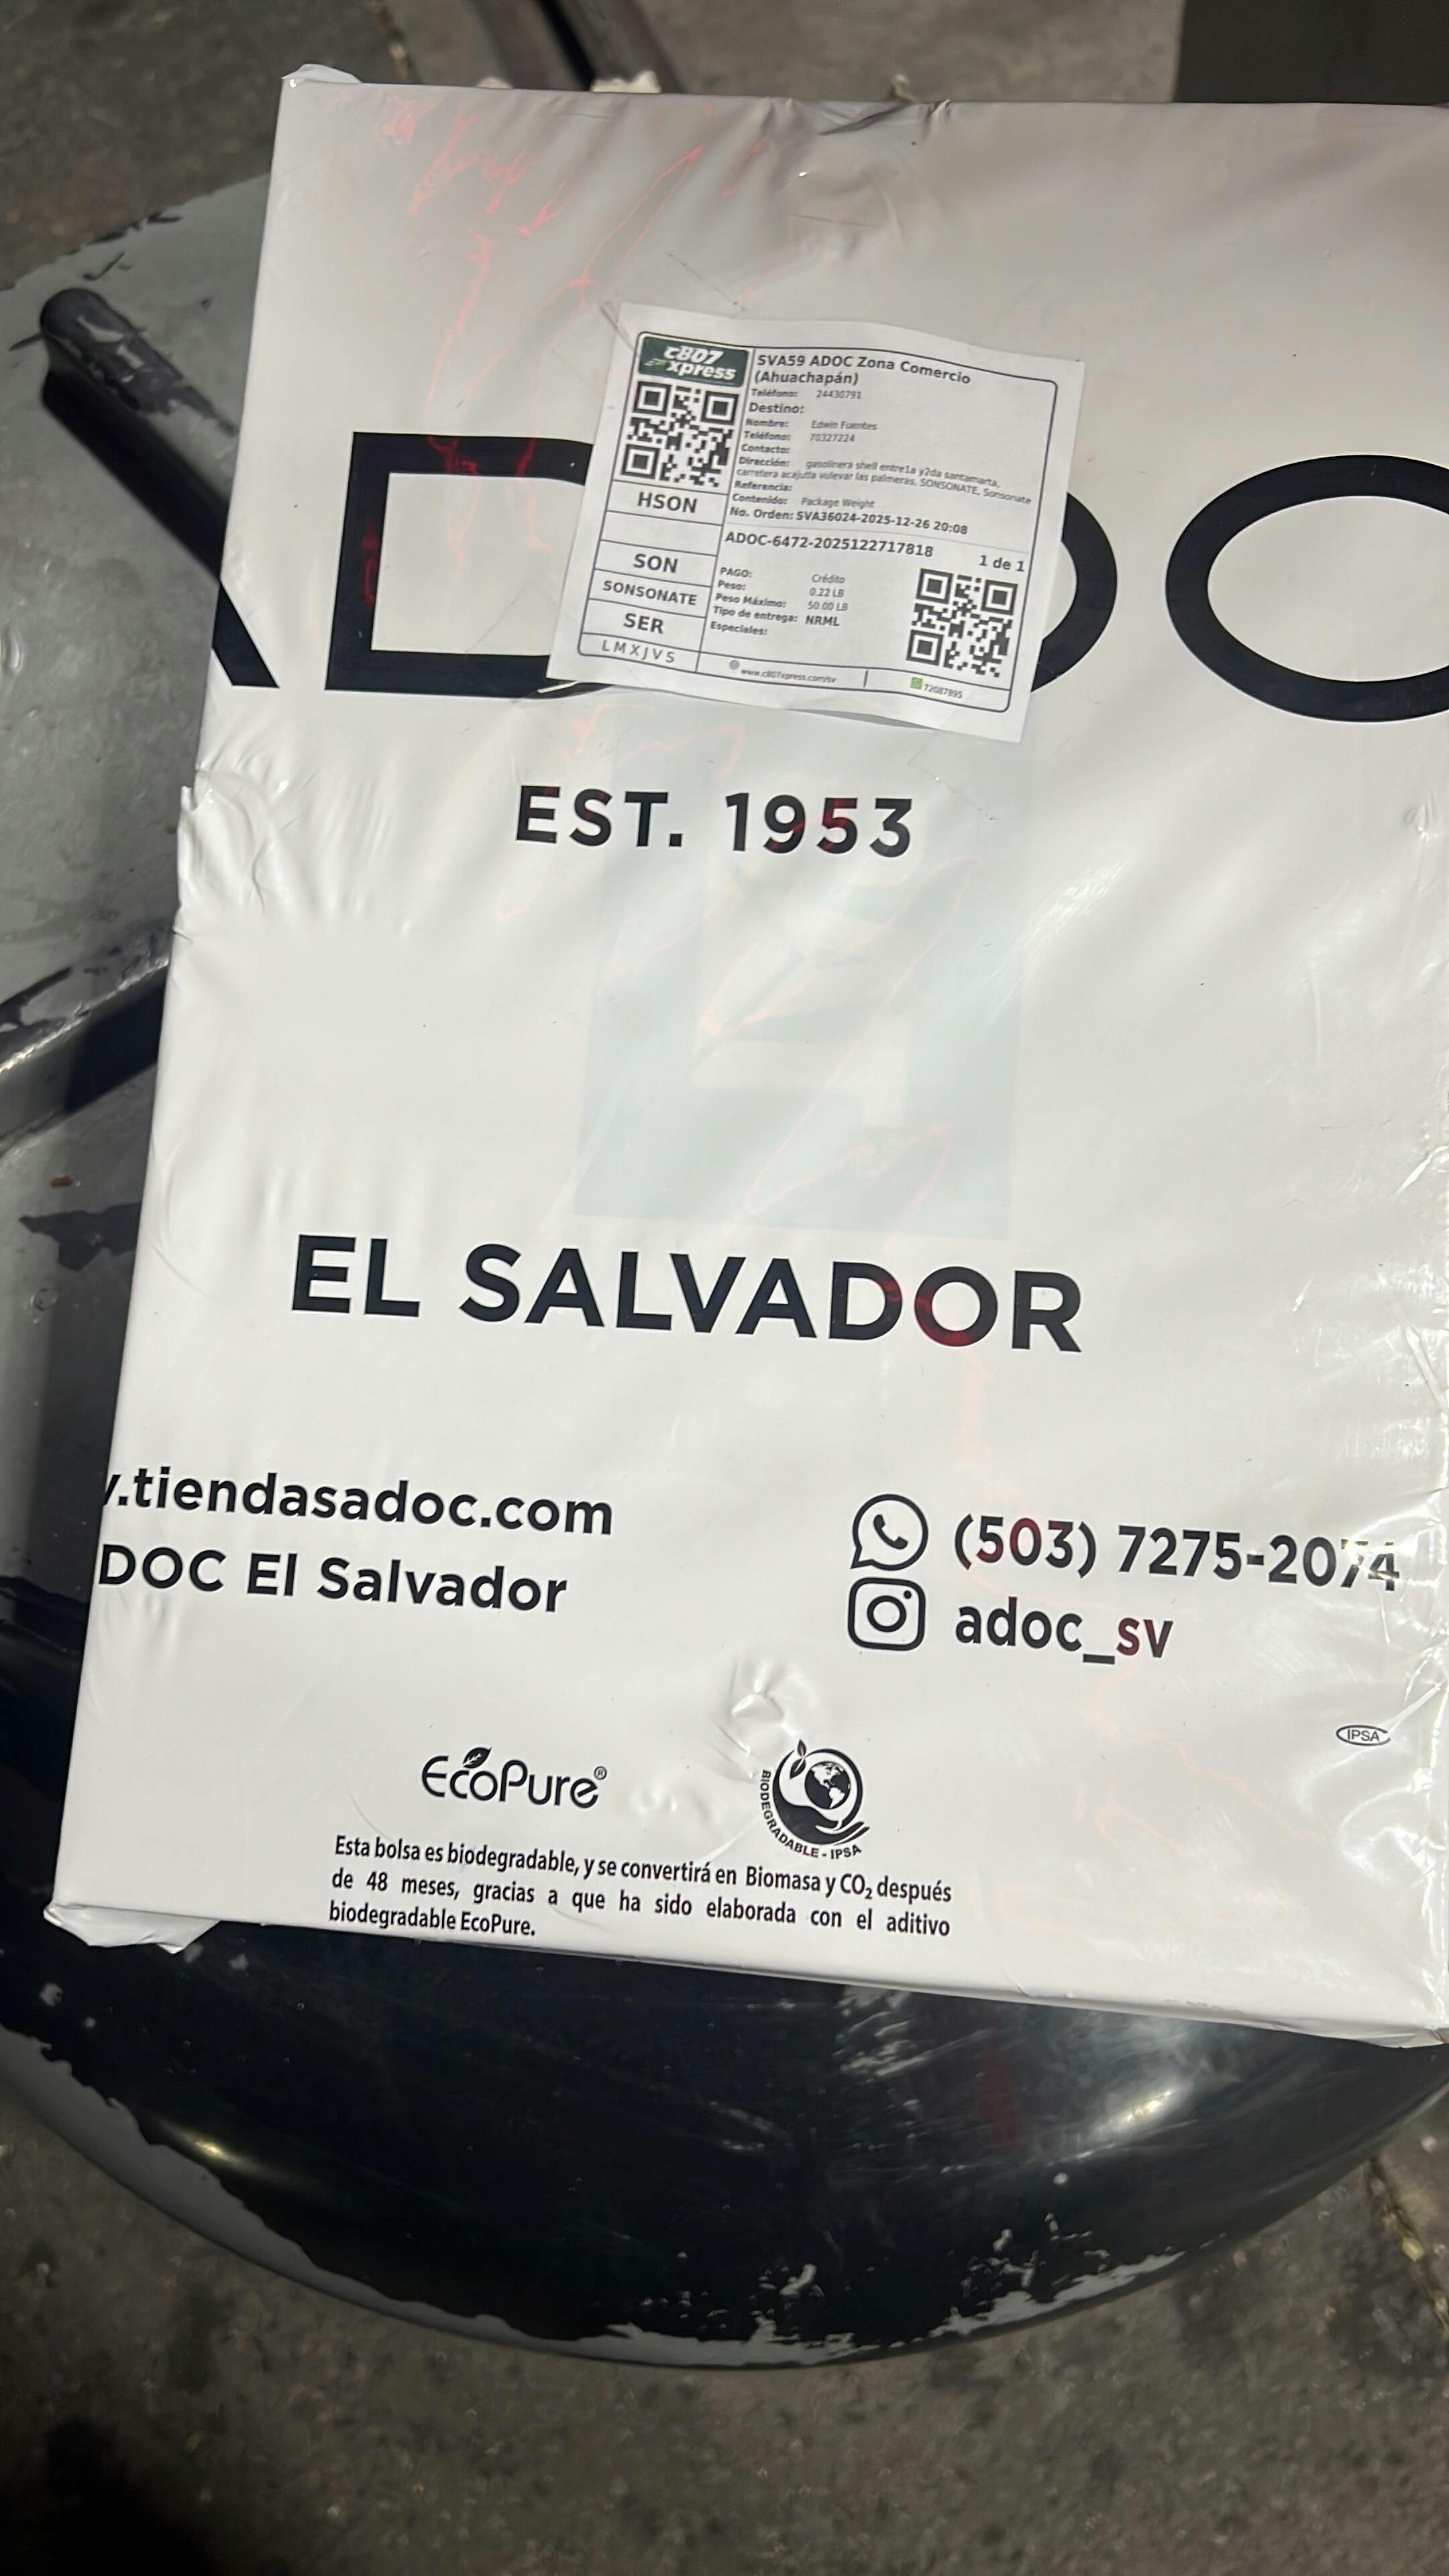 c807
xpress
SVA59 ADOC Zona Comercio
(Ahuachapán)
Teléfono: 24430791
Destino:
Nombre: Edwin Fuentes
Teléfono: 70327224
Contacto:
Dirección: gasolinera shell entre1a y2da santamarta,
carretera acajutla vulevar las palmeras, SONSONATE, Sonsonate
Referencia:
Contenido: Package Weight
No. Orden: SVA36024-2025-12-26 20:08
HSON
SON
SONSONATE
SER
LMXJVS
ADOC-6472-2025122717818
1 de 1
PAGO: Crédito
Peso: 0.22 LB
Peso Máximo: 50.00 LB
Tipo de entrega: NRML
Especiales:
www.c807xpress.com/sv
72087895
ADOC
EST. 1953
EL SALVADOR
.tiendasadoc.com
DOC El Salvador
(503) 7275-2074
adoc_sv
IPSA
EcoPure®
BIODEGRADABLE - IPSA
Esta bolsa es biodegradable, y se convertirá en Biomasa y CO₂ después
de 48 meses, gracias a que ha sido elaborada con el aditivo
biodegradable EcoPure.